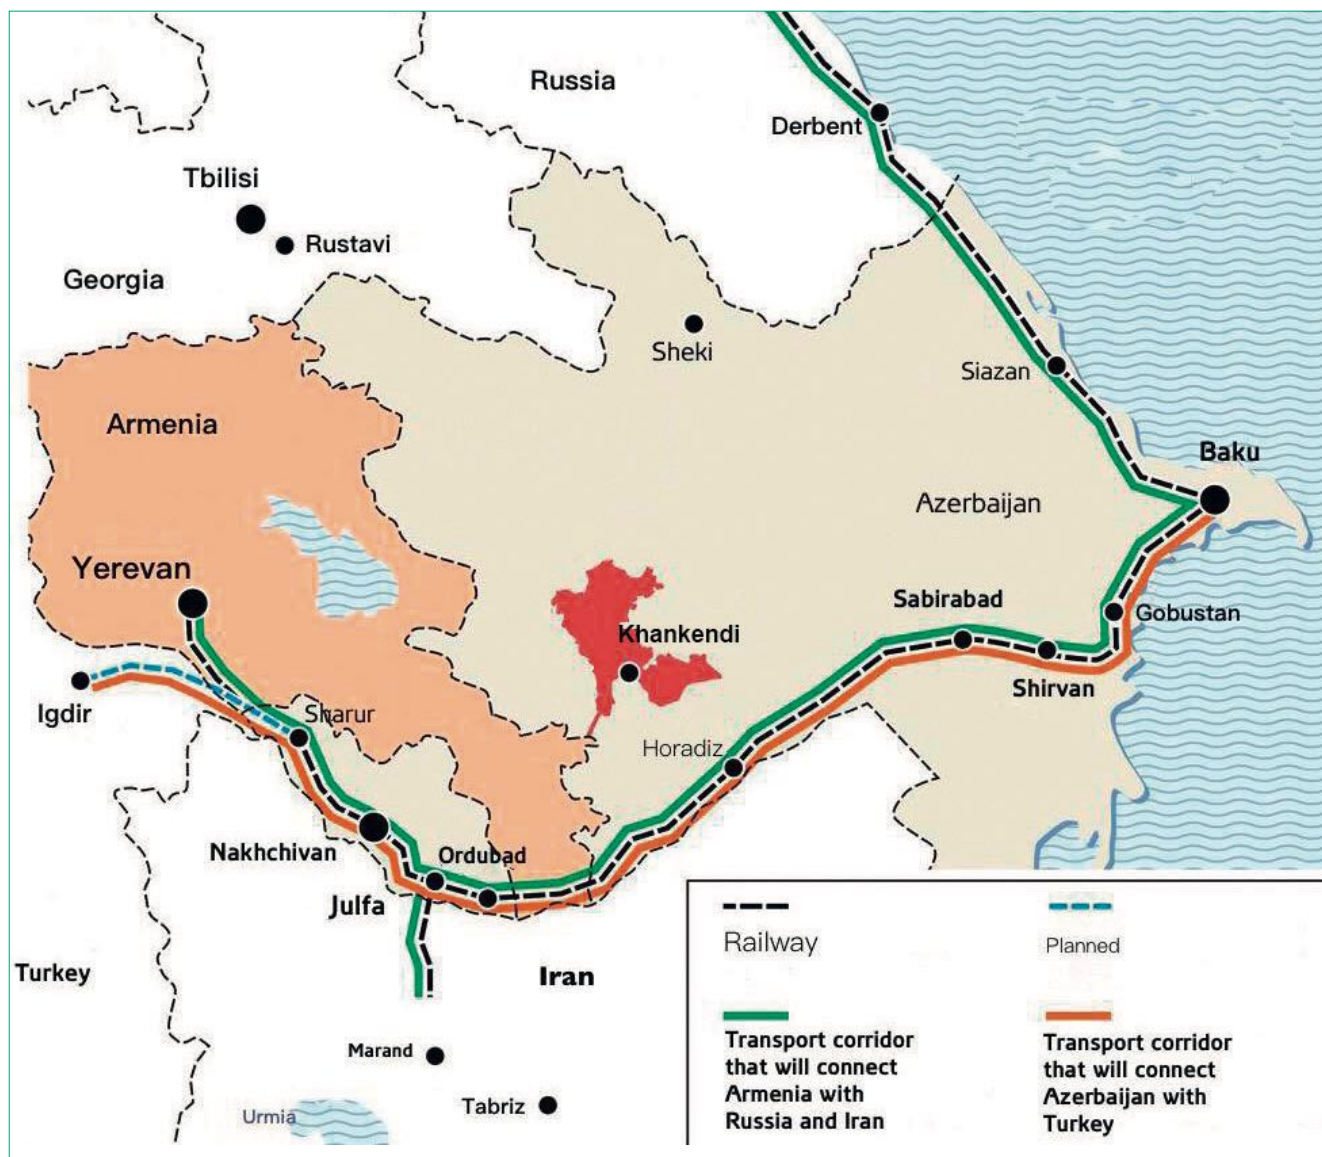 Russia
Derbent
Tbilisi
Rustavi
Georgia
Sheki
Siazan
Armenia
Baku
Azerbaijan
Yerevan
Sabirabad
Gobustan
Khankendi
Shirvan
Igdir
Sharur
Horadiz
Nakhchivan
Ordubad
Julfa
Turkey
Iran
Marand
Tabriz
Urmia
Railway
Planned
Transport corridor
that will connect
Armenia with
Russia and Iran
Transport corridor
that will connect
Azerbaijan with
Turkey